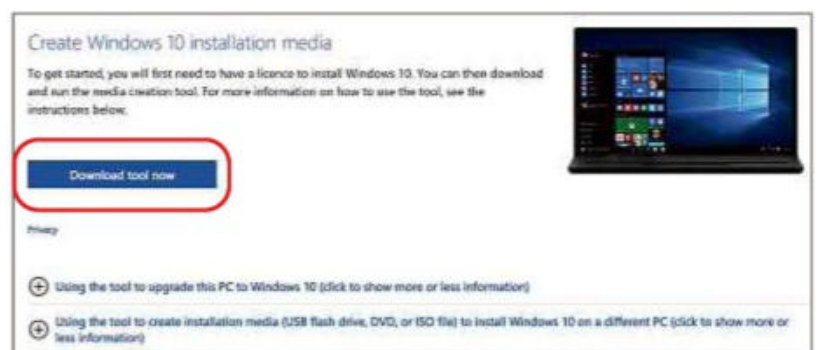 Create Windows 10 installation media
To get started, you will first need to have a licence to install Windows 10. You can then download
and run the media creation tool. For more information on how to use the tool, see the
instructions below.
Download tool now
Privacy
Using the tool to upgrade this PC to Windows 10 (click to show more or less information)
Using the tool to create installation media (USB flash drive, DVD, or ISO file) to install Windows 10 on a different PC (click to show more or
less information)